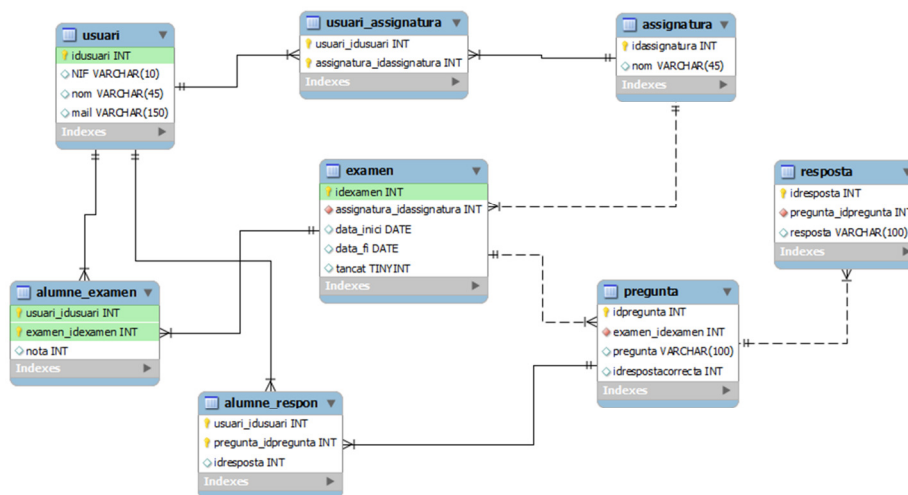 usuari
idusuari INT
NIF VARCHAR(10)
nom VARCHAR(45)
mail VARCHAR(150)
Indexes
usuari_assignatura
usuari_idusuari INT
assignatura_idassignatura INT
Indexes
assignatura
idassignatura INT
nom VARCHAR(45)
Indexes
examen
idexamen INT
assignatura_idassignatura INT
data_inici DATE
data_fi DATE
tancat TINYINT
Indexes
resposta
idresposta INT
pregunta_idpregunta INT
resposta VARCHAR(100)
Indexes
alumne_examen
usuari_idusuari INT
examen_idexamen INT
nota INT
Indexes
pregunta
idpregunta INT
examen_idexamen INT
pregunta VARCHAR(100)
idrespostacorrecta INT
Indexes
alumne_respon
usuari_idusuari INT
pregunta_idpregunta INT
idresposta INT
Indexes